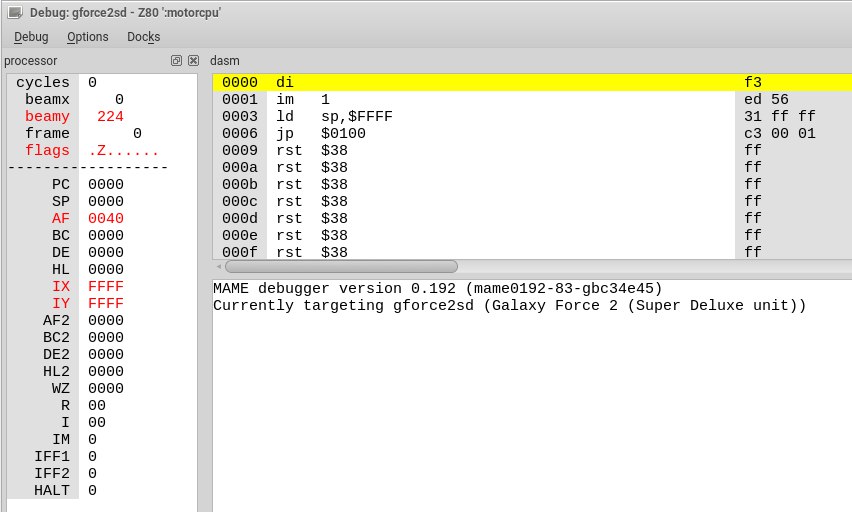 Debug: gforce2sd - Z80 ':motorcpu'
Debug Options Docks
processor
cycles 0
beamx 0
beamy 224
frame 0
flags .Z......
------------------
PC 0000
SP 0000
AF 0040
BC 0000
DE 0000
HL 0000
IX FFFF
IY FFFF
AF2 0000
BC2 0000
DE2 0000
HL2 0000
WZ 0000
R 00
I 00
IM 0
IFF1 0
IFF2 0
HALT 0
dasm
0000 di f3
0001 im 1 ed 56
0003 ld sp,$FFFF 31 ff ff
0006 jp $0100 c3 00 01
0009 rst $38 ff
000a rst $38 ff
000b rst $38 ff
000c rst $38 ff
000d rst $38 ff
000e rst $38 ff
000f rst $38 ff
MAME debugger version 0.192 (mame0192-83-gbc34e45)
Currently targeting gforce2sd (Galaxy Force 2 (Super Deluxe unit))